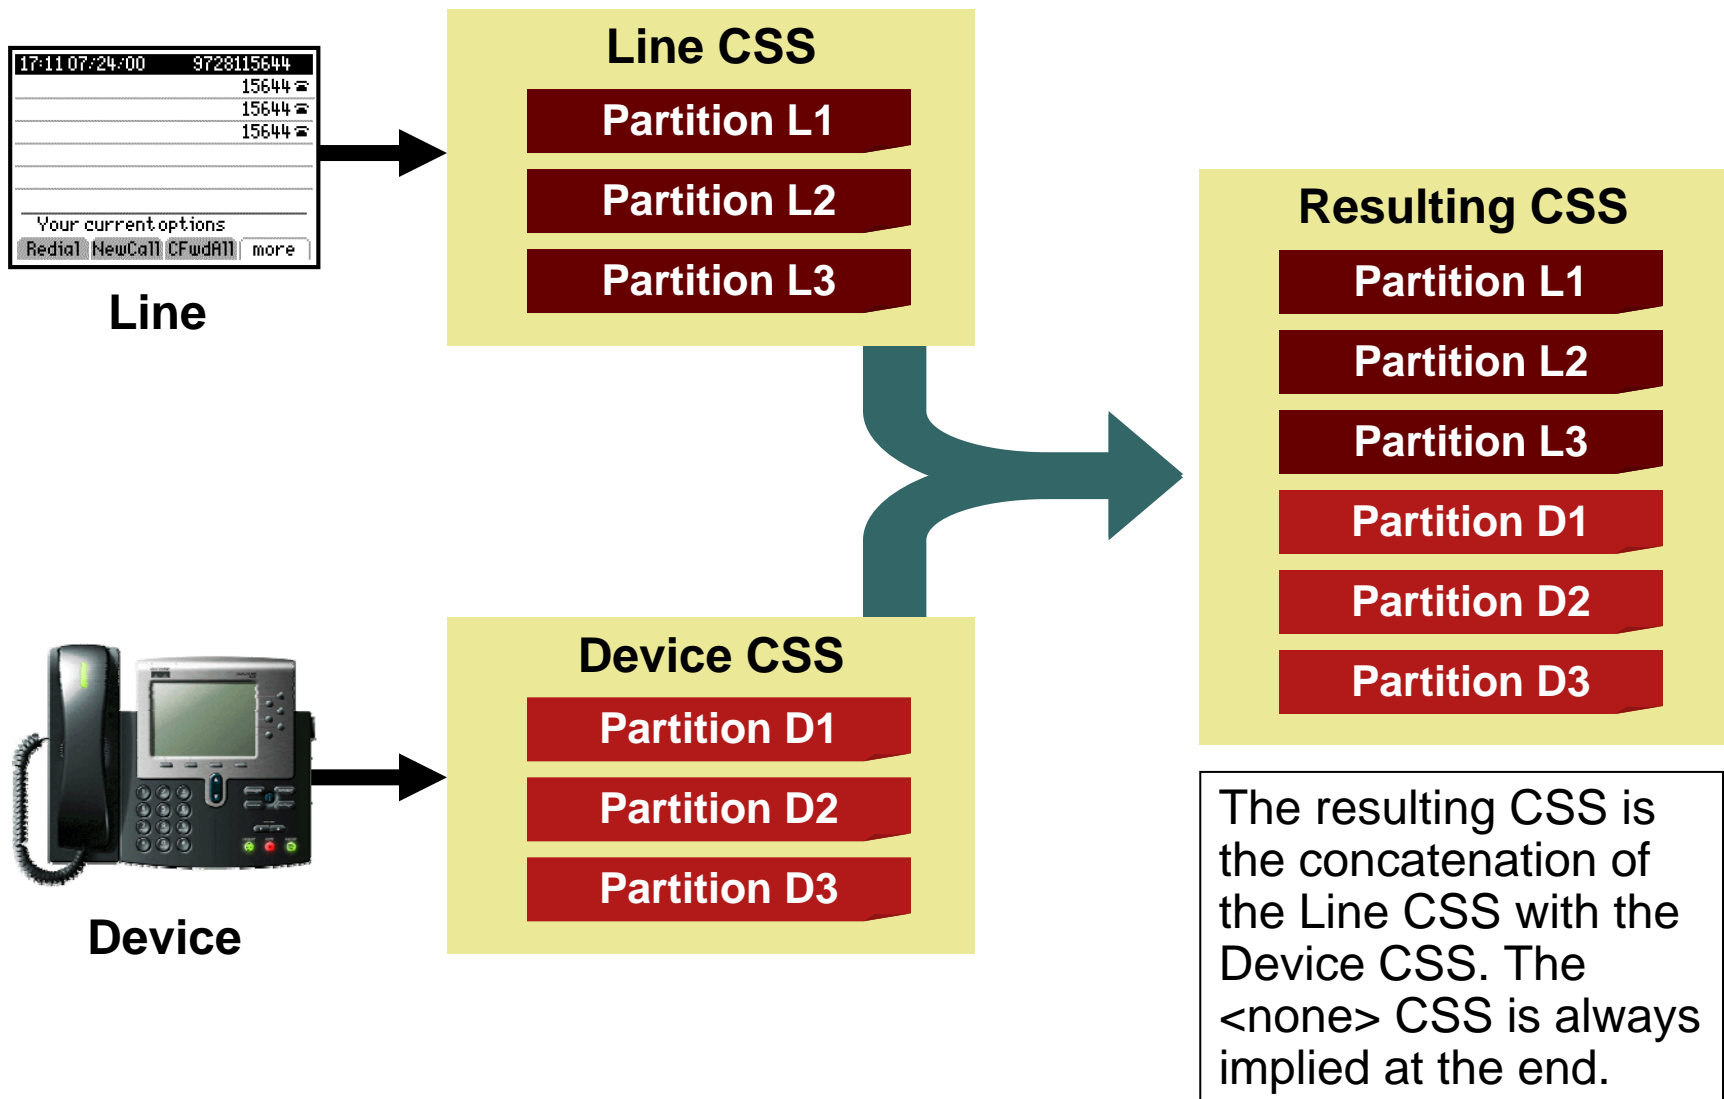 17:11 07/24/00 9728115644
15644
15644
15644
Your current options
Redial NewCall CFwdAll more
Line
Line CSS
Partition L1
Partition L2
Partition L3
Device
Device CSS
Partition D1
Partition D2
Partition D3
Resulting CSS
Partition L1
Partition L2
Partition L3
Partition D1
Partition D2
Partition D3
The resulting CSS is
the concatenation of
the Line CSS with the
Device CSS. The
<none> CSS is always
implied at the end.